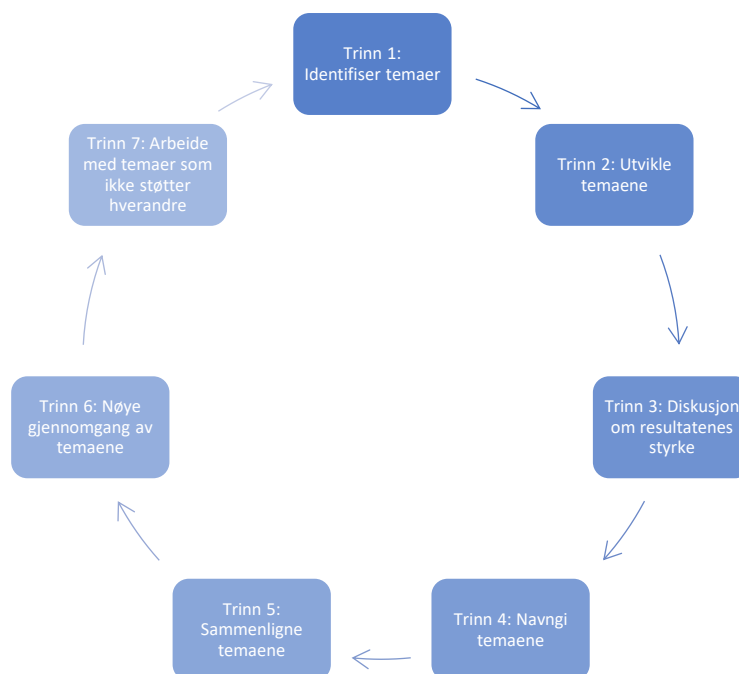 Trinn 1:
Identifiser temaer
Trinn 2: Utvikle
temaene
Trinn 3: Diskusjon
om resultatenes
styrke
Trinn 4: Navngi
temaene
Trinn 5:
Sammenligne
temaene
Trinn 6: Nøye
gjennomgang av
temaene
Trinn 7: Arbeide
med temaer som
ikke støtter
hverandre